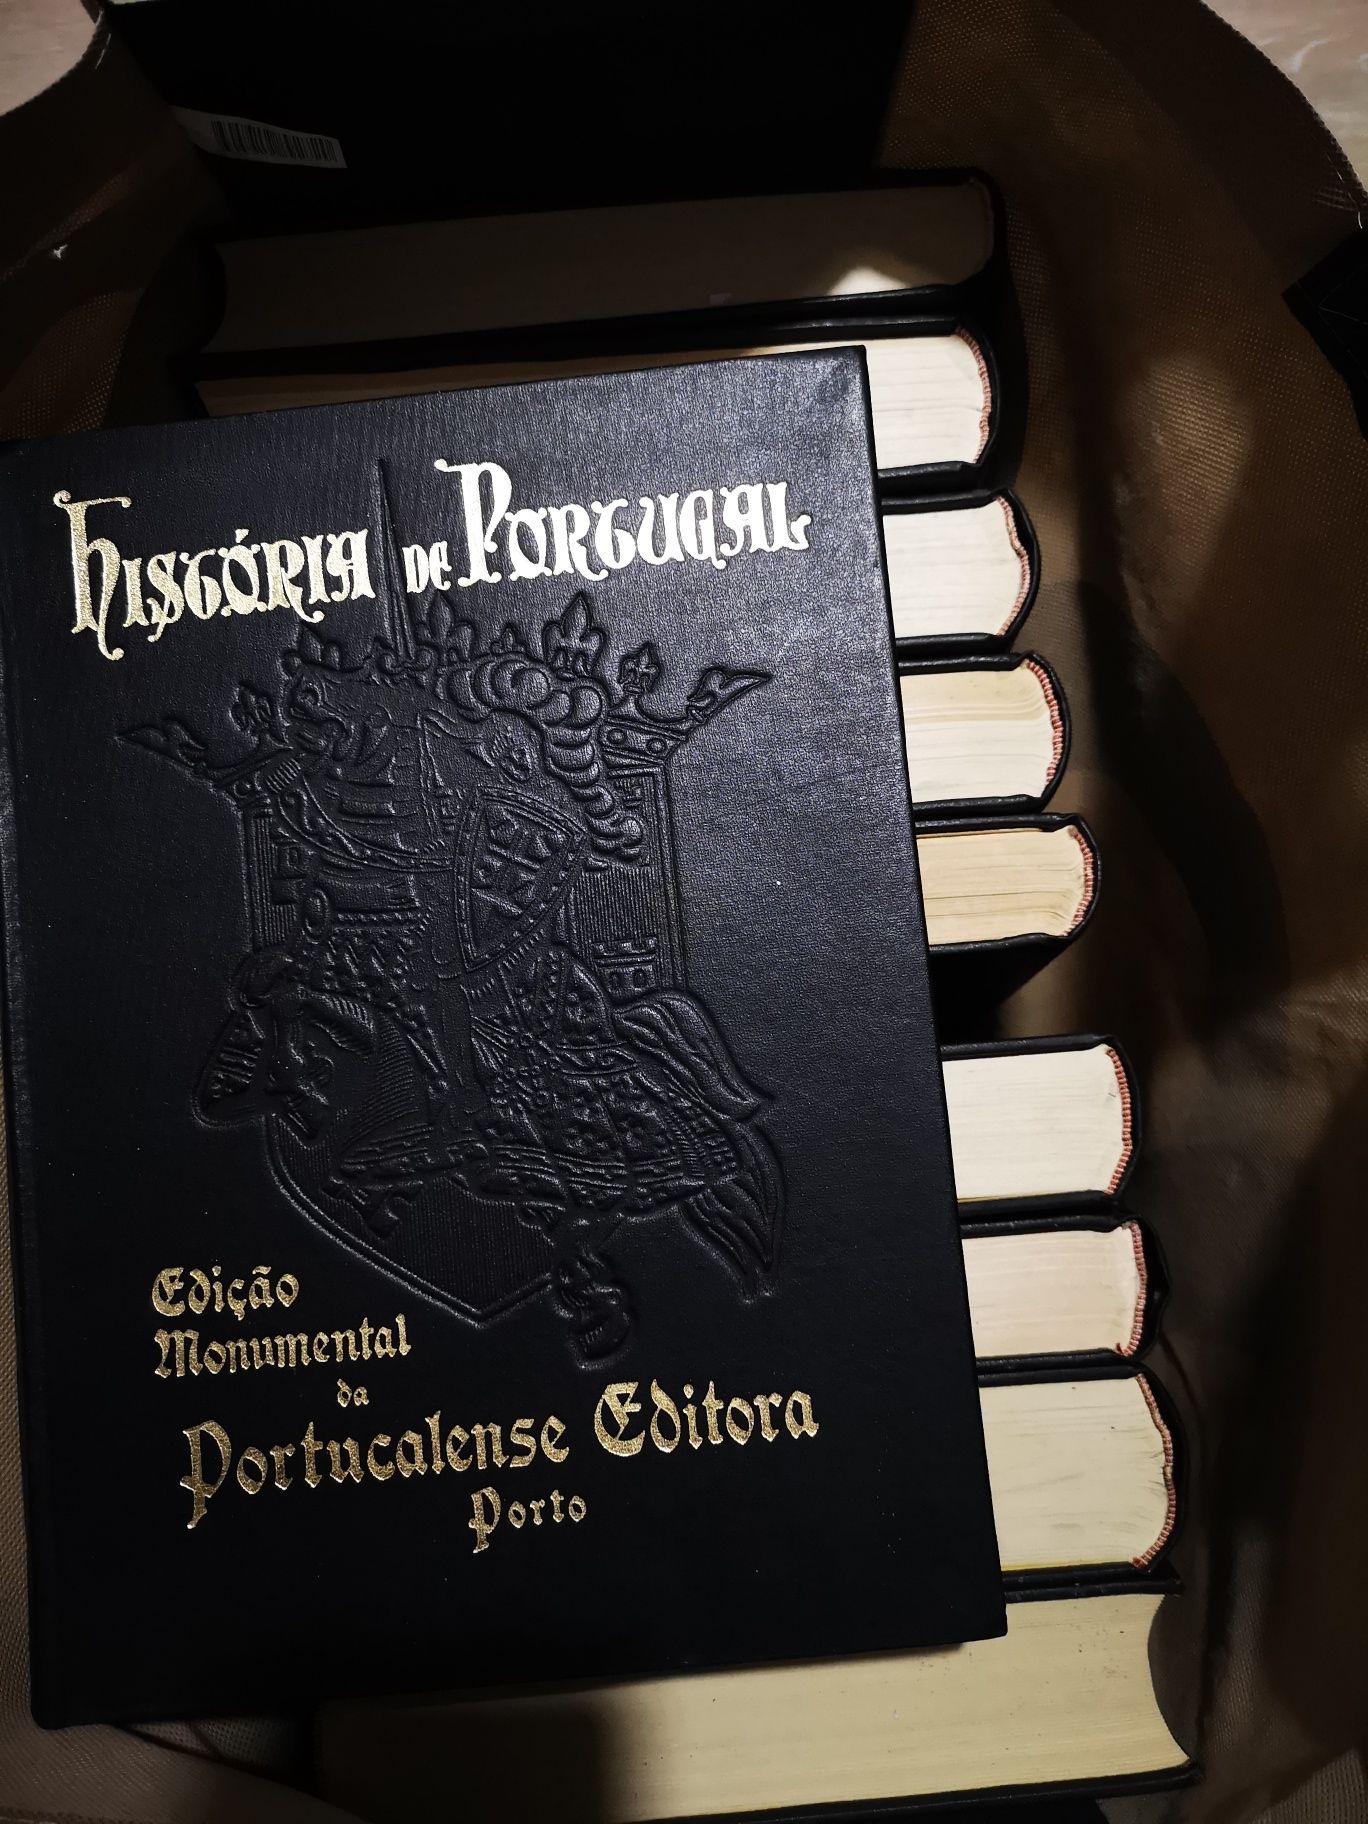 História de Portugal
Edição
Monumental
da
Portucalense Editora
Porto